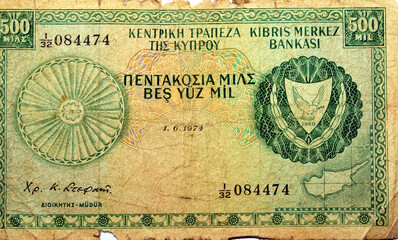 500 ΚΕΝΤΡΙΚΗ ΤΡΑΠΕΖΑ KIBRIS MERKEZ 500
ΜΙΛΣ 1/32 084474 ΤΗΣ ΚΥΠΡΟΥ BANKASI MİL
ΠΕΝΤΑΚΟΣΙΑ ΜΙΛΣ
BEŞ YÜZ MİL
1.6.1974
1960
1/32 084474
ΔΙΟΙΚΗΤΗΣ-MÜDÜR